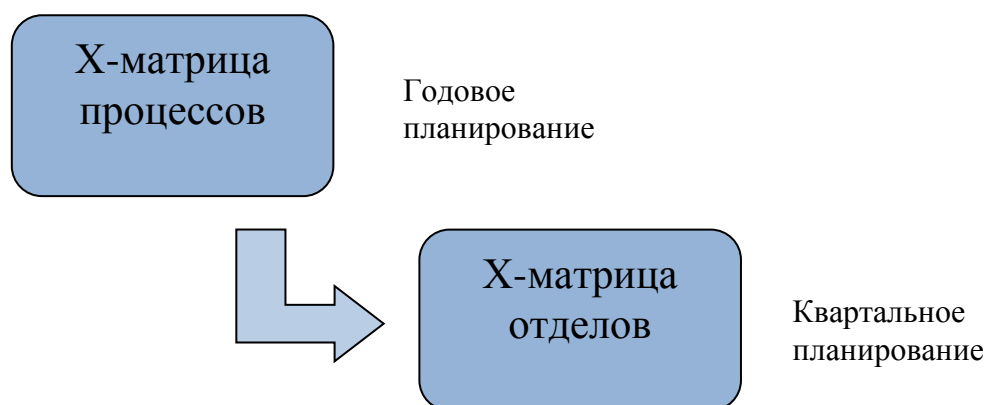 Х-матрица
процессов
Годовое
планирование
Х-матрица
отделов
Квартальное
планирование